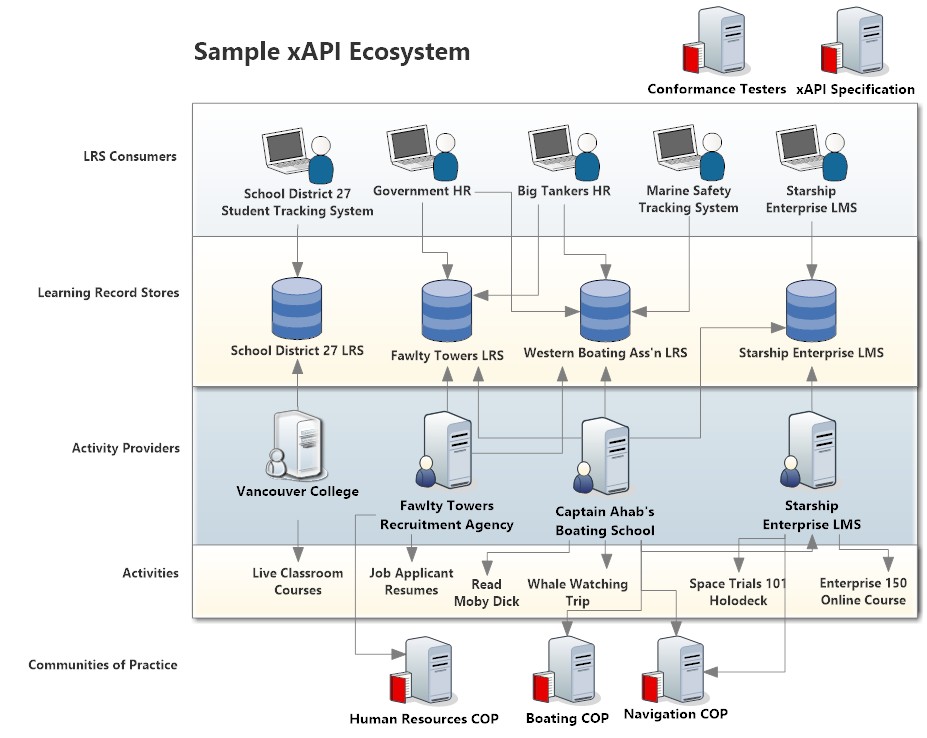 Sample xAPI Ecosystem
Conformance Testers
xAPI Specification
LRS Consumers
School District 27
Student Tracking System
Government HR
Big Tankers HR
Marine Safety
Tracking System
Starship
Enterprise LMS
Learning Record Stores
School District 27 LRS
Fawlty Towers LRS
Western Boating Ass'n LRS
Starship Enterprise LMS
Activity Providers
Vancouver College
Fawlty Towers
Recruitment Agency
Captain Ahab's
Boating School
Starship
Enterprise LMS
Activities
Live Classroom
Courses
Job Applicant
Resumes
Read
Moby Dick
Whale Watching
Trip
Space Trials 101
Holodeck
Enterprise 150
Online Course
Communities of Practice
Human Resources COP
Boating COP
Navigation COP